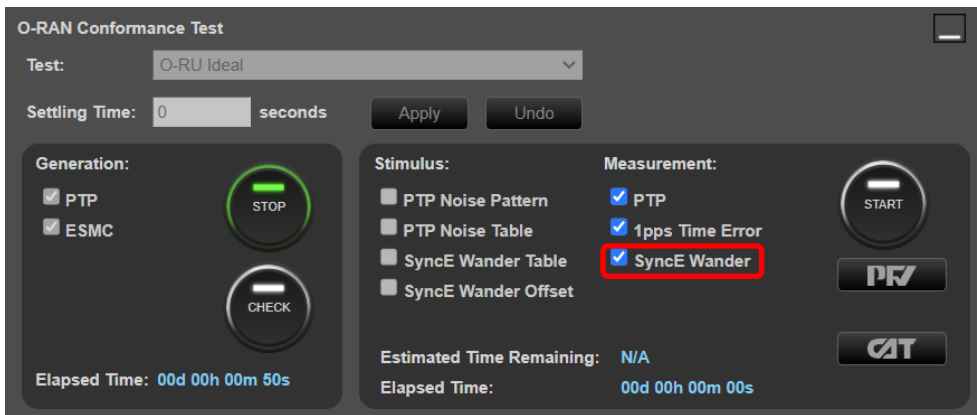 O-RAN Conformance Test
Test: O-RU Ideal
Settling Time: 0 seconds Apply Undo
Generation:
PTP
ESMC
STOP
CHECK
Elapsed Time: 00d 00h 00m 50s
Stimulus:
PTP Noise Pattern
PTP Noise Table
SyncE Wander Table
SyncE Wander Offset
Measurement:
PTP
1pps Time Error
SyncE Wander
START
PFV
CAT
Estimated Time Remaining: N/A
Elapsed Time: 00d 00h 00m 00s